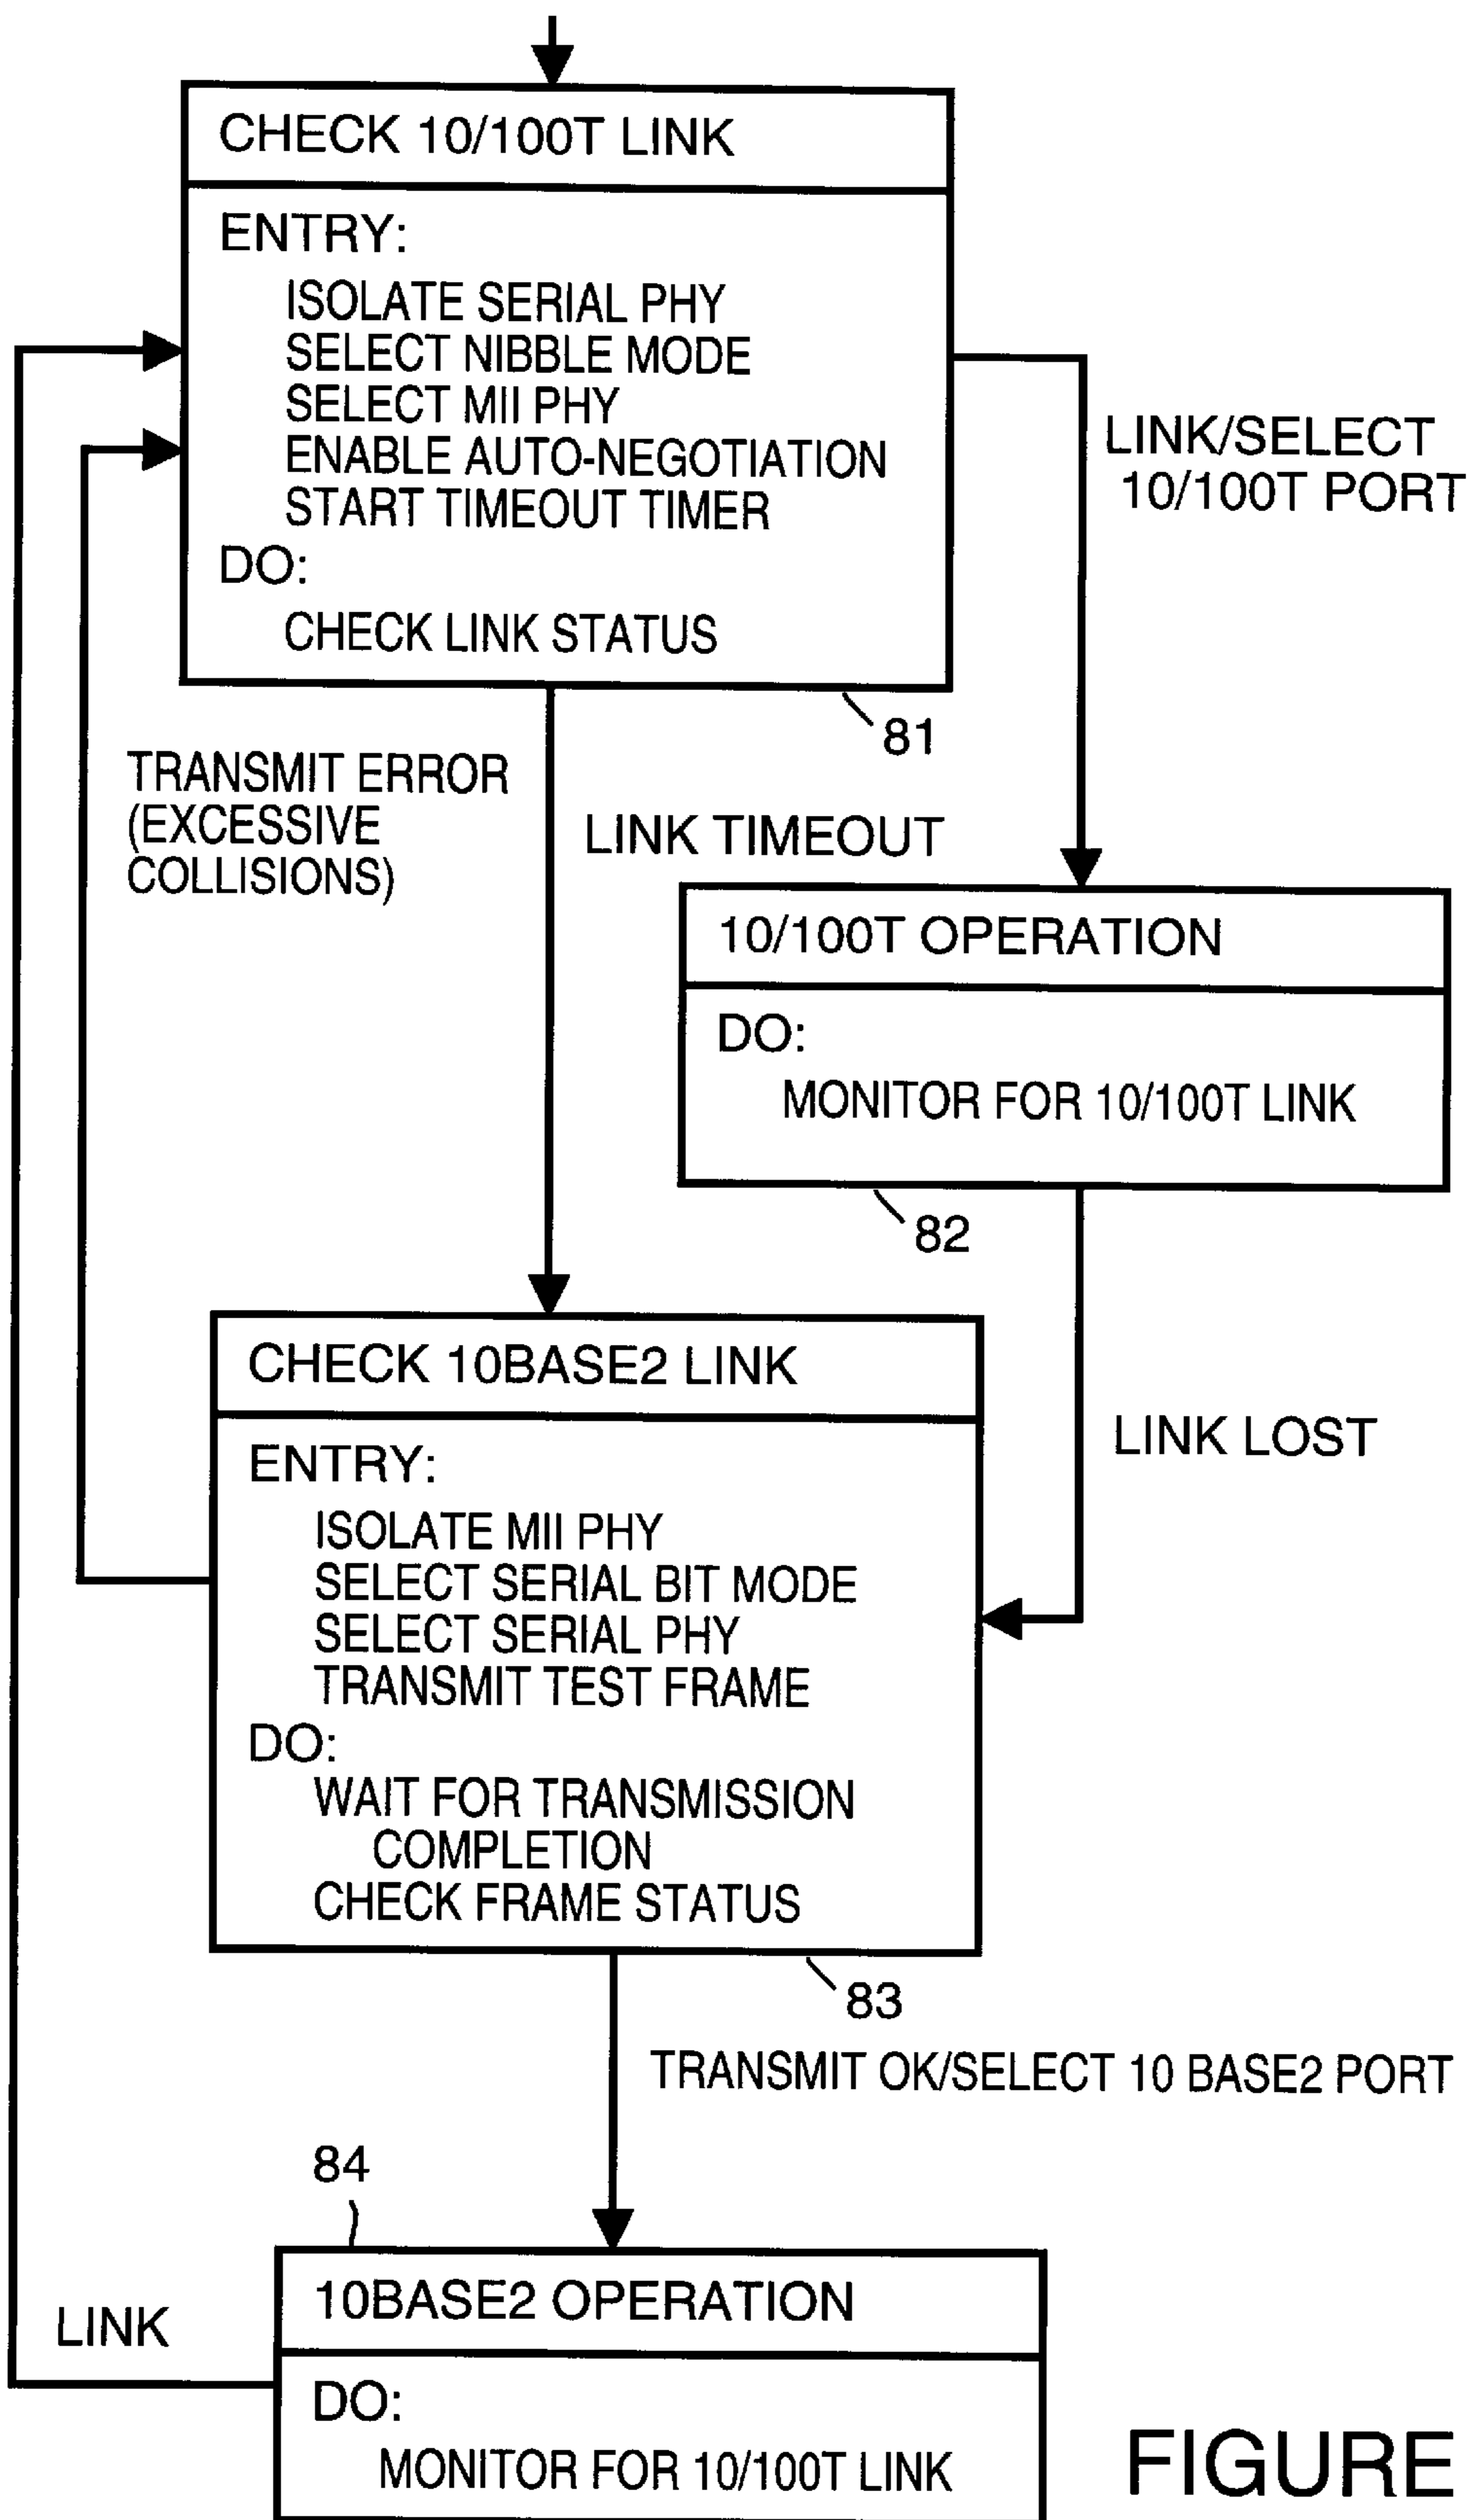 CHECK 10/100T LINK
ENTRY:
ISOLATE SERIAL PHY
SELECT NIBBLE MODE
SELECT MII PHY
ENABLE AUTO-NEGOTIATION
START TIMEOUT TIMER
DO:
CHECK LINK STATUS
81
LINK/SELECT
10/100T PORT
TRANSMIT ERROR
(EXCESSIVE
COLLISIONS)
LINK TIMEOUT
10/100T OPERATION
DO:
MONITOR FOR 10/100T LINK
82
LINK LOST
CHECK 10BASE2 LINK
ENTRY:
ISOLATE MII PHY
SELECT SERIAL BIT MODE
SELECT SERIAL PHY
TRANSMIT TEST FRAME
DO:
WAIT FOR TRANSMISSION
COMPLETION
CHECK FRAME STATUS
83
TRANSMIT OK/SELECT 10 BASE2 PORT
84
10BASE2 OPERATION
LINK
DO:
MONITOR FOR 10/100T LINK
FIGURE